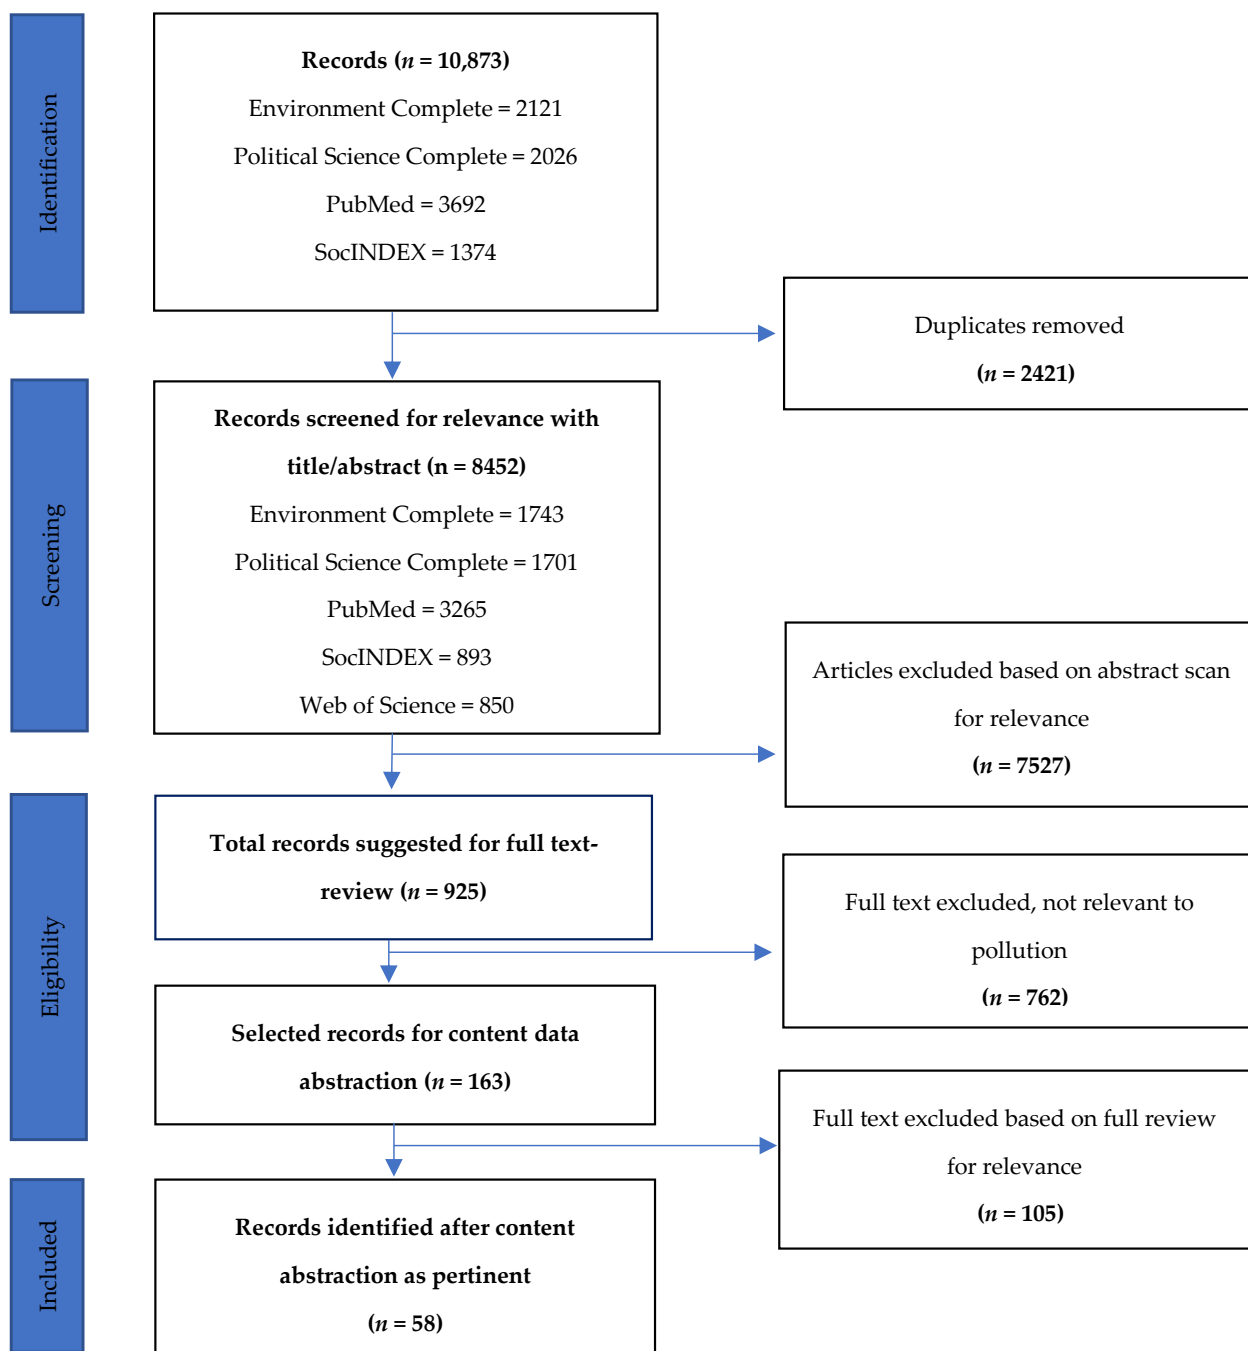 Identification
Records (n = 10,873)
Environment Complete = 2121
Political Science Complete = 2026
PubMed = 3692
SocINDEX = 1374
Duplicates removed
(n = 2421)
Screening
Records screened for relevance with
title/abstract (n = 8452)
Environment Complete = 1743
Political Science Complete = 1701
PubMed = 3265
SocINDEX = 893
Web of Science = 850
Articles excluded based on abstract scan
for relevance
(n = 7527)
Eligibility
Total records suggested for full text-
review (n = 925)
Full text excluded, not relevant to
pollution
(n = 762)
Selected records for content data
abstraction (n = 163)
Full text excluded based on full review
for relevance
(n = 105)
Included
Records identified after content
abstraction as pertinent
(n = 58)